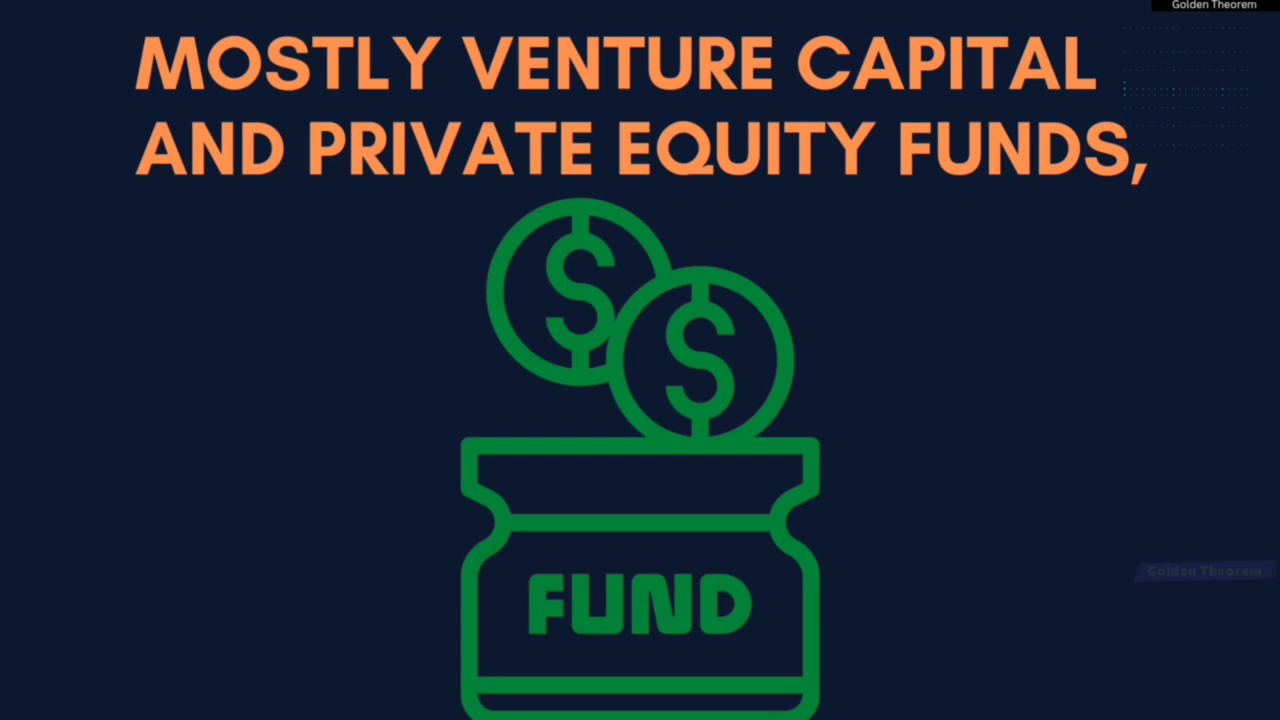 Golden Theorem
MOSTLY VENTURE CAPITAL
AND PRIVATE EQUITY FUNDS,
$
$
FUND
Golden Theorem